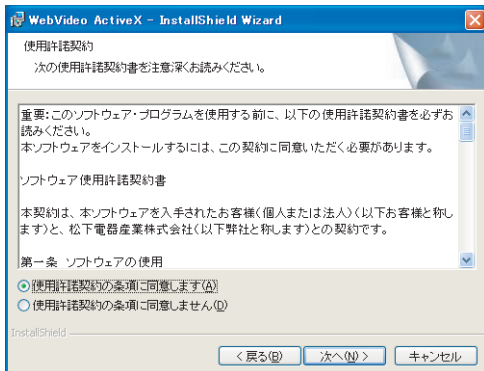 WebVideo ActiveX - InstallShield Wizard
使用許諾契約
次の使用許諾契約書を注意深くお読みください。
重要:このソフトウェア・プログラムを使用する前に、以下の使用許諾契約書を必ずお
読みください。
本ソフトウェアをインストールするには、この契約に同意いただく必要があります。
ソフトウェア使用許諾契約書
本契約は、本ソフトウェアを入手されたお客様(個人または法人)(以下お客様と称し
ます)と、松下電器産業株式会社(以下弊社と称します)との契約です。
第一条 ソフトウェアの使用
使用許諾契約の条項に同意します(A)
使用許諾契約の条項に同意しません(D)
InstallShield
< 戻る(B)
次へ(N) >
キャンセル